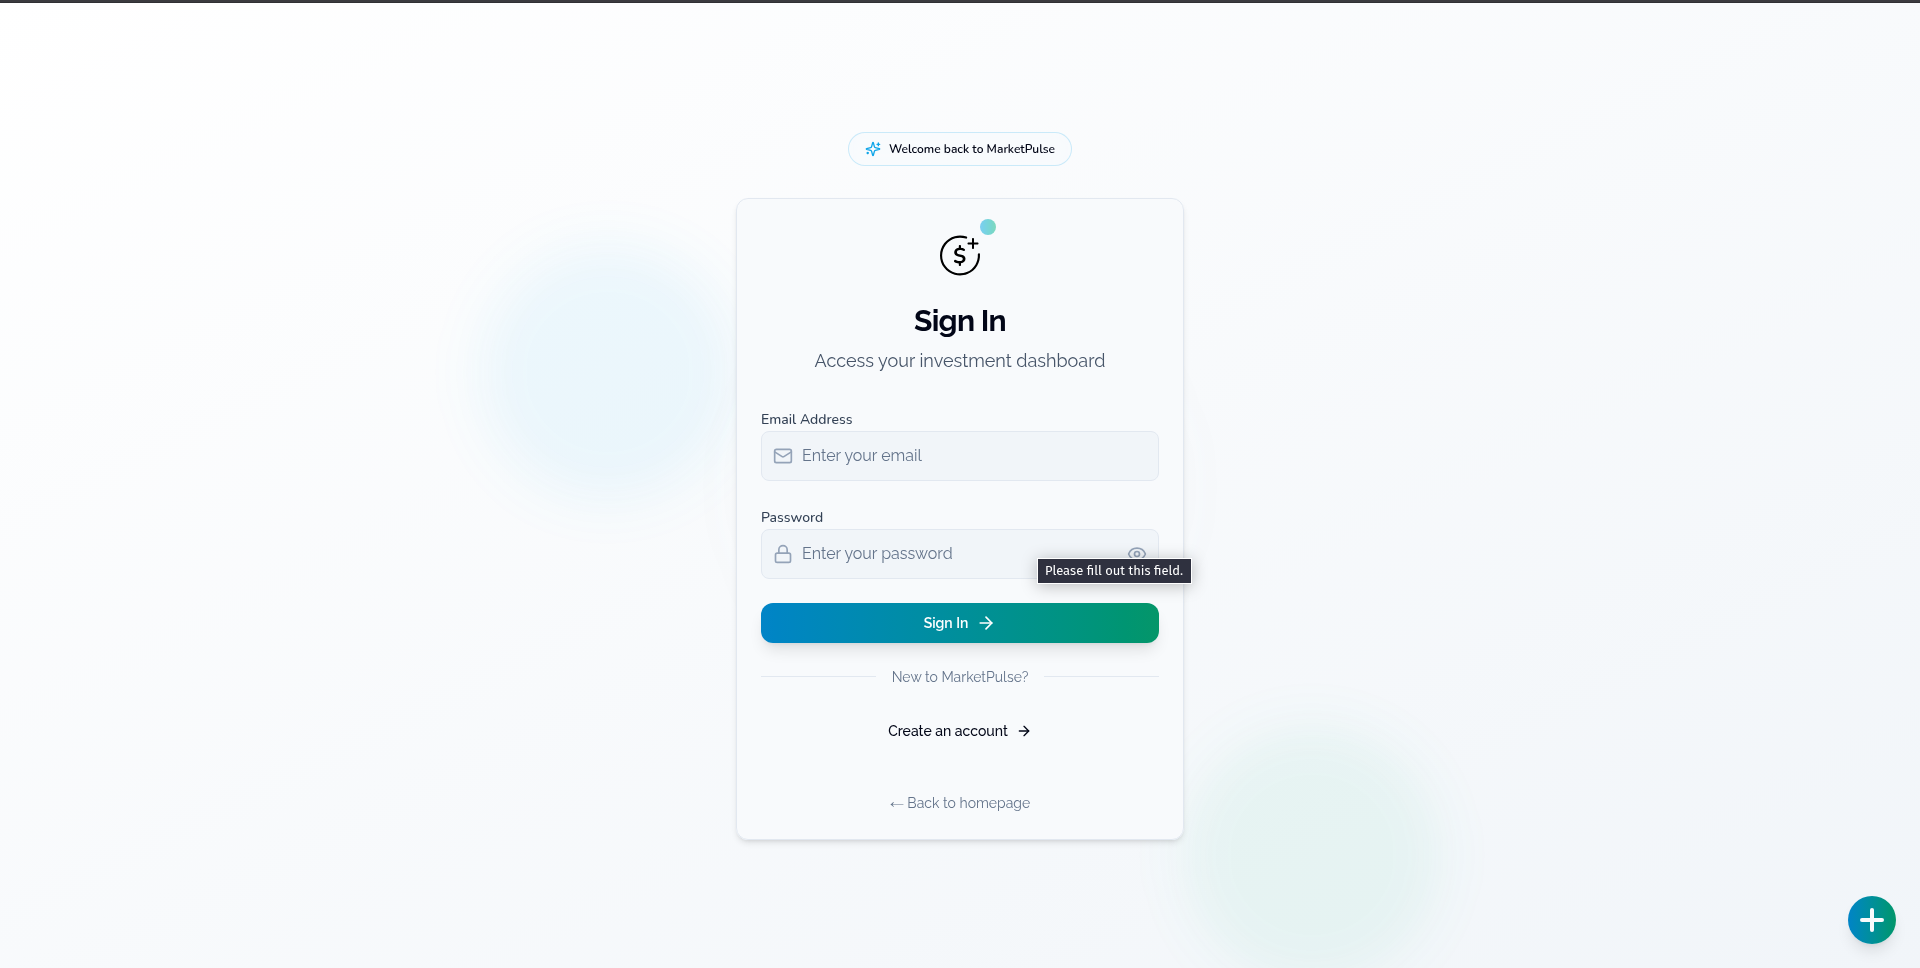 Welcome back to MarketPulse
Sign In
Access your investment dashboard
Email Address
Enter your email
Password
Enter your password
Please fill out this field.
Sign In →
New to MarketPulse?
Create an account →
← Back to homepage